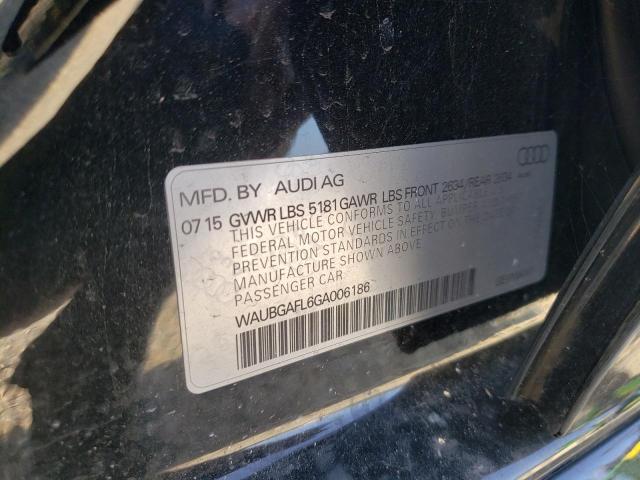 MFD. BY AUDI AG
07 15 GVWR LBS 5181 GAWR LBS FRONT 2634/REAR 2634
THIS VEHICLE CONFORMS TO ALL APPLICABLE
FEDERAL MOTOR VEHICLE SAFETY, BUMPER
PREVENTION STANDARDS IN EFFECT ON THE DATE
MANUFACTURE SHOWN ABOVE.
PASSENGER CAR
WAUBGAFL6GA006186